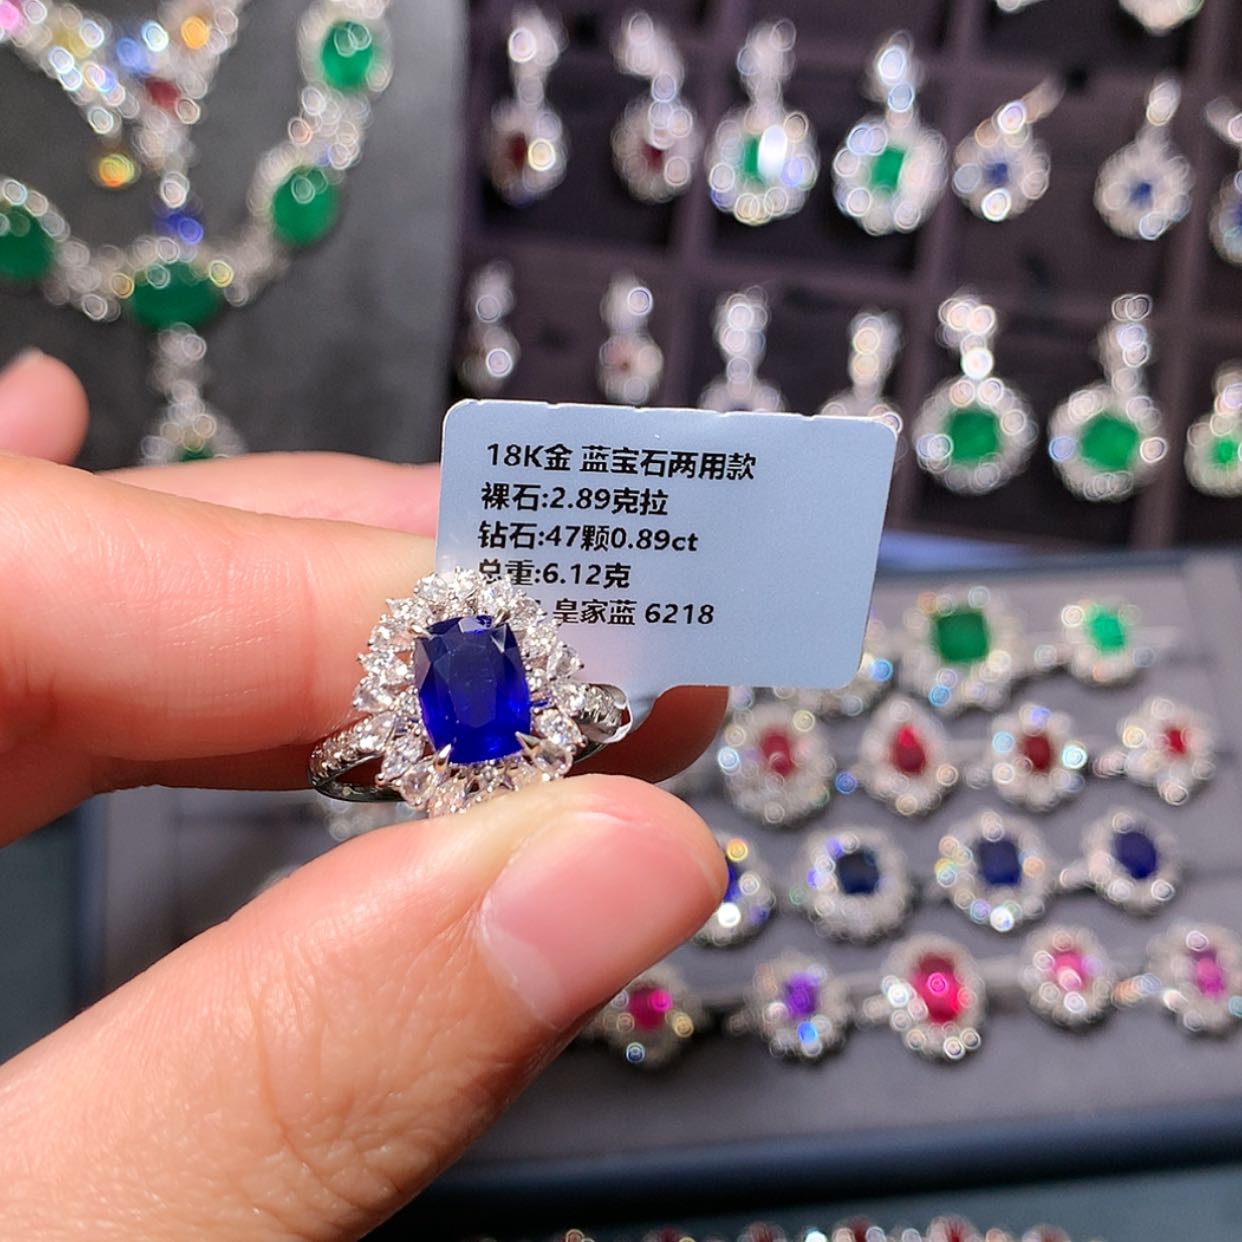 18K金 蓝宝石两用款
裸石:2.89克拉
钻石:47颗0.89ct
总重:6.12克
皇家蓝 6218